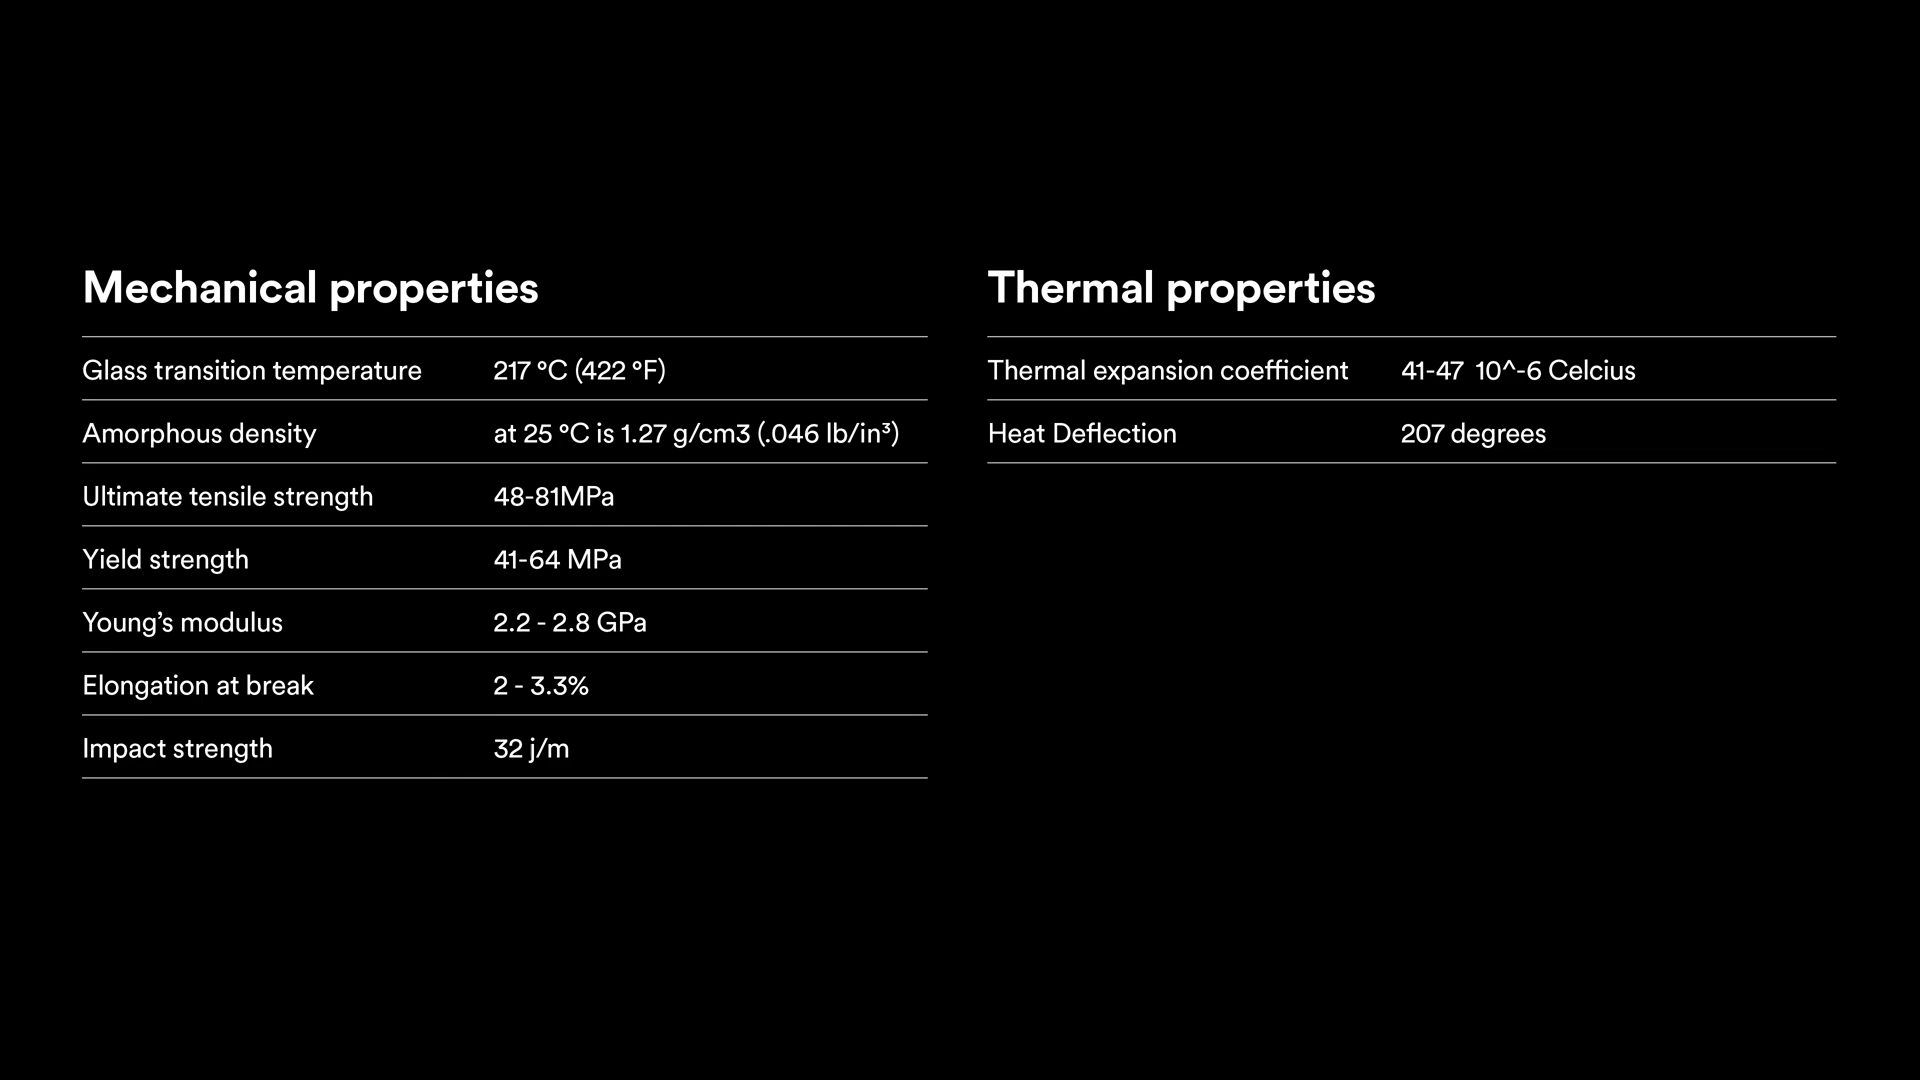 Mechanical properties
Glass transition temperature 217 °C (422 °F)
Amorphous density at 25 °C is 1.27 g/cm3 (.046 lb/in³)
Ultimate tensile strength 48-81MPa
Yield strength 41-64 MPa
Young’s modulus 2.2 - 2.8 GPa
Elongation at break 2 - 3.3%
Impact strength 32 j/m
Thermal properties
Thermal expansion coefficient 41-47  10^-6 Celcius
Heat Deflection 207 degrees